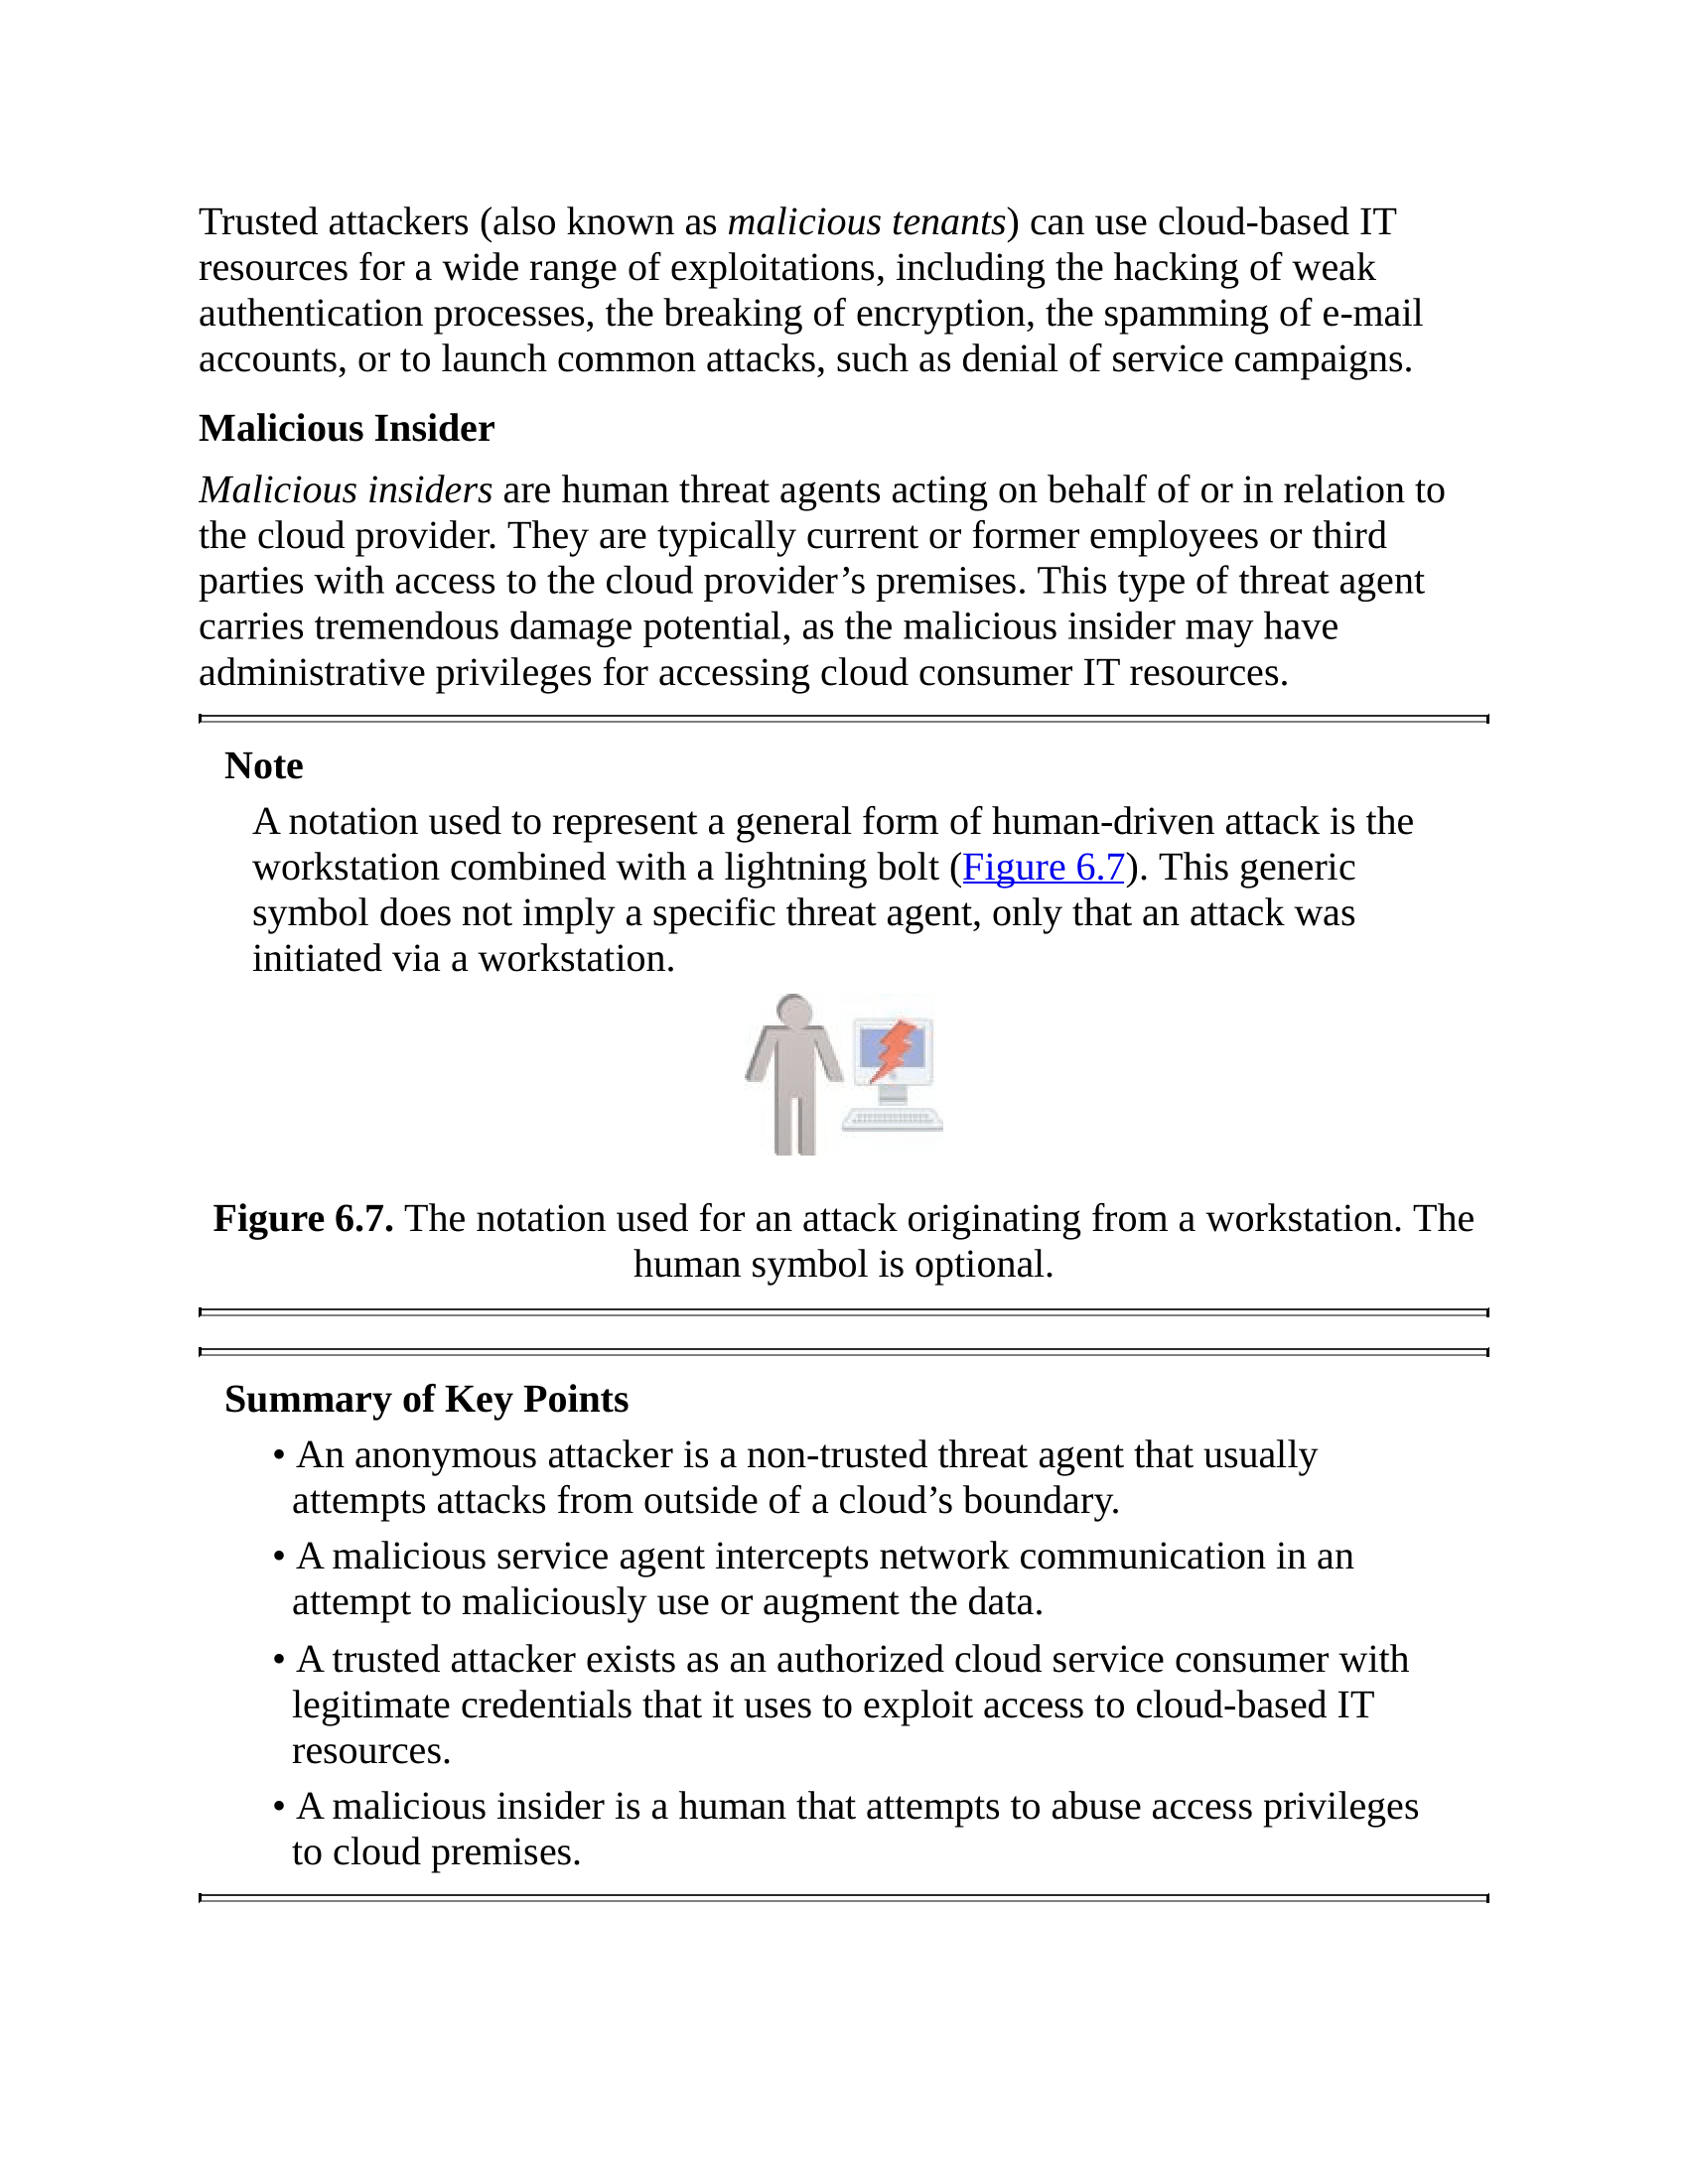 Trusted attackers (also known as malicious tenants) can use cloud-based IT
resources for a wide range of exploitations, including the hacking of weak
authentication processes, the breaking of encryption, the spamming of e-mail
accounts, or to launch common attacks, such as denial of service campaigns.
Malicious Insider
Malicious insiders are human threat agents acting on behalf of or in relation to
the cloud provider. They are typically current or former employees or third
parties with access to the cloud provider’s premises. This type of threat agent
carries tremendous damage potential, as the malicious insider may have
administrative privileges for accessing cloud consumer IT resources.
Note
A notation used to represent a general form of human-driven attack is the
workstation combined with a lightning bolt (Figure 6.7). This generic
symbol does not imply a specific threat agent, only that an attack was
initiated via a workstation.
Figure 6.7. The notation used for an attack originating from a workstation. The
human symbol is optional.
Summary of Key Points
• An anonymous attacker is a non-trusted threat agent that usually
attempts attacks from outside of a cloud’s boundary.
• A malicious service agent intercepts network communication in an
attempt to maliciously use or augment the data.
• A trusted attacker exists as an authorized cloud service consumer with
legitimate credentials that it uses to exploit access to cloud-based IT
resources.
• A malicious insider is a human that attempts to abuse access privileges
to cloud premises.